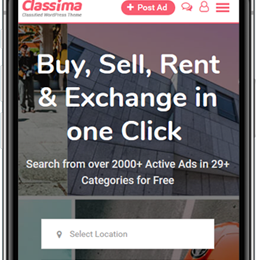 Classima
Classified WordPress Theme
+ Post Ad
Buy, Sell, Rent
& Exchange in
one Click
Search from over 2000+ Active Ads in 29+
Categories for Free
Select Location